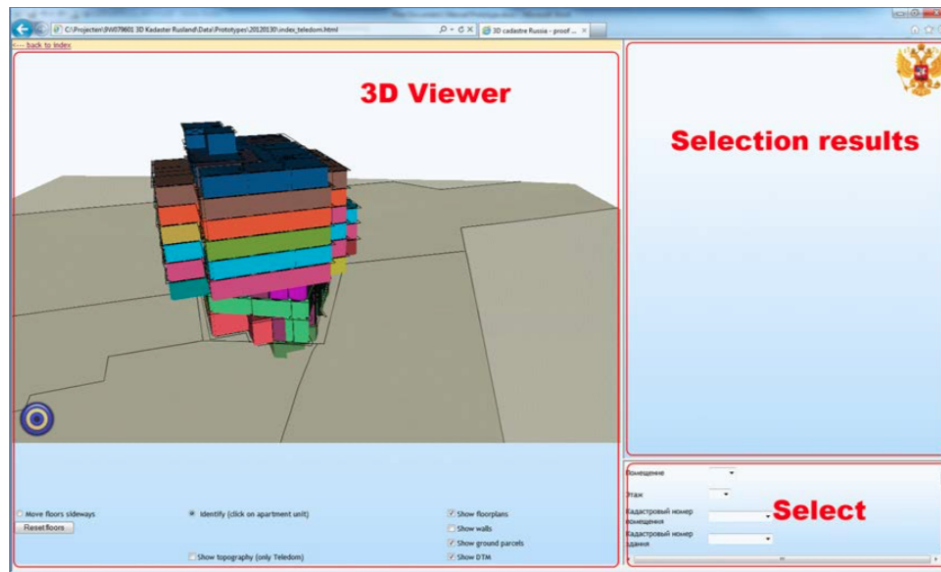 C:\Projecten\BW079601 3D Kadaster Rusland\Data\Prototypes\20120130\index_teledom.html
3D cadastre Russia - proof ...
<-- back to index
3D Viewer
Selection results
Move floors sideways
Reset floors
Identify (click on apartment unit)
Show topography (only Teledom)
Show floorplans
Show walls
Show ground parcels
Show DTM
Помещение
Этаж
Кадастровый номер
помещения
Кадастровый номер
здания
Select